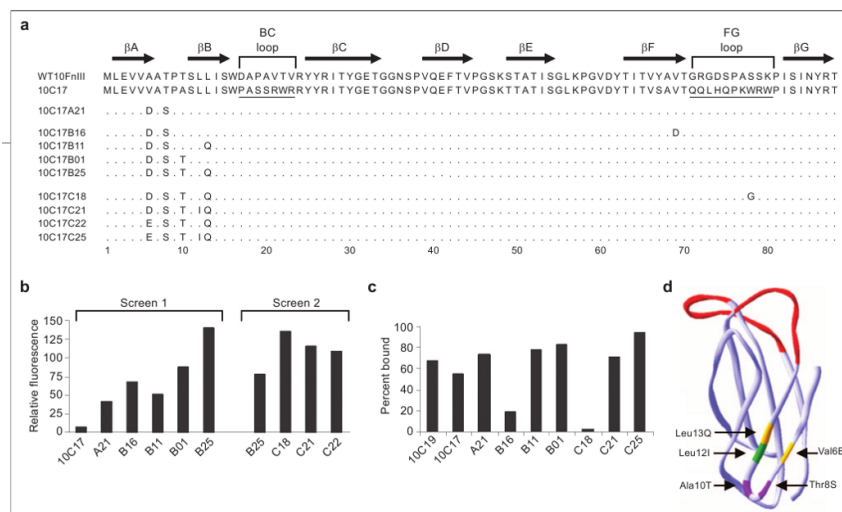 a
BC
loop
FG
loop
βA βB βC βD βE βF βG
WT10FnIII MLEVVAATPTSLLISWDAPAVTVRYYRITYGETGGNSPVQEFTVPGSKSTATISGLKPGVDYTITVYAVTGRGDSPASSKPISINYRT
10C17 MLEVVATPASLLISWPASSRWRRYYRITYGETGGNSPVQEFTVPGSKTTATISGLKPGVDYTITVSAVTQQLHQPKWRWPISINYRT
10C17A21 D . S
10C17B16 D . S D
10C17B11 D . S Q
10C17B01 D . S . T
10C17B25 D . S . T . . Q
10C17C18 D . S . T . . Q G
10C17C21 D . S . T . I Q
10C17C22 E . S . T . . Q
10C17C25 E . S . T . I Q
1 10 20 30 40 50 60 70 80
b
Screen 1 Screen 2
Relative fluorescence
150
125
100
75
50
25
0
10C17 A21 B16 B11 B01 B25 B25 C18 C21 C22
c
Percent bound
100
80
60
40
20
0
10C19 10C17 A21 B16 B11 B01 C18 C21 C25
d
Leu13Q
Leu12I
Val6E
Ala10T
Thr8S